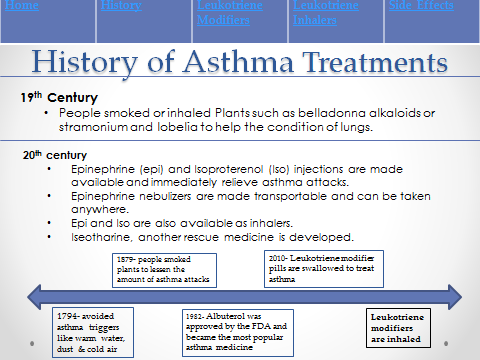 Home
History
Leukotriene
Modifiers
Leukotriene
Inhalers
Side Effects
History of Asthma Treatments
19th Century
• People smoked or inhaled Plants such as belladonna alkaloids or
stramonium and lobelia to help the condition of lungs.
20th century
• Epinephrine (epi) and Isoproterenol (Iso) injections are made
available and immediately relieve asthma attacks.
• Epinephrine nebulizers are made transportable and can be taken
anywhere.
• Epi and Iso are also available as inhalers.
• Iseotharine, another rescue medicine is developed.
1879- people smoked
plants to lessen the
amount of asthma attacks
2010- Leukotriene modifier
pills are swallowed to treat
asthma
1794- avoided
asthma triggers
like warm water,
dust & cold air
1982- Albuterol was
approved by the FDA and
became the most popular
asthma medicine
Leukotriene
modifiers
are inhaled